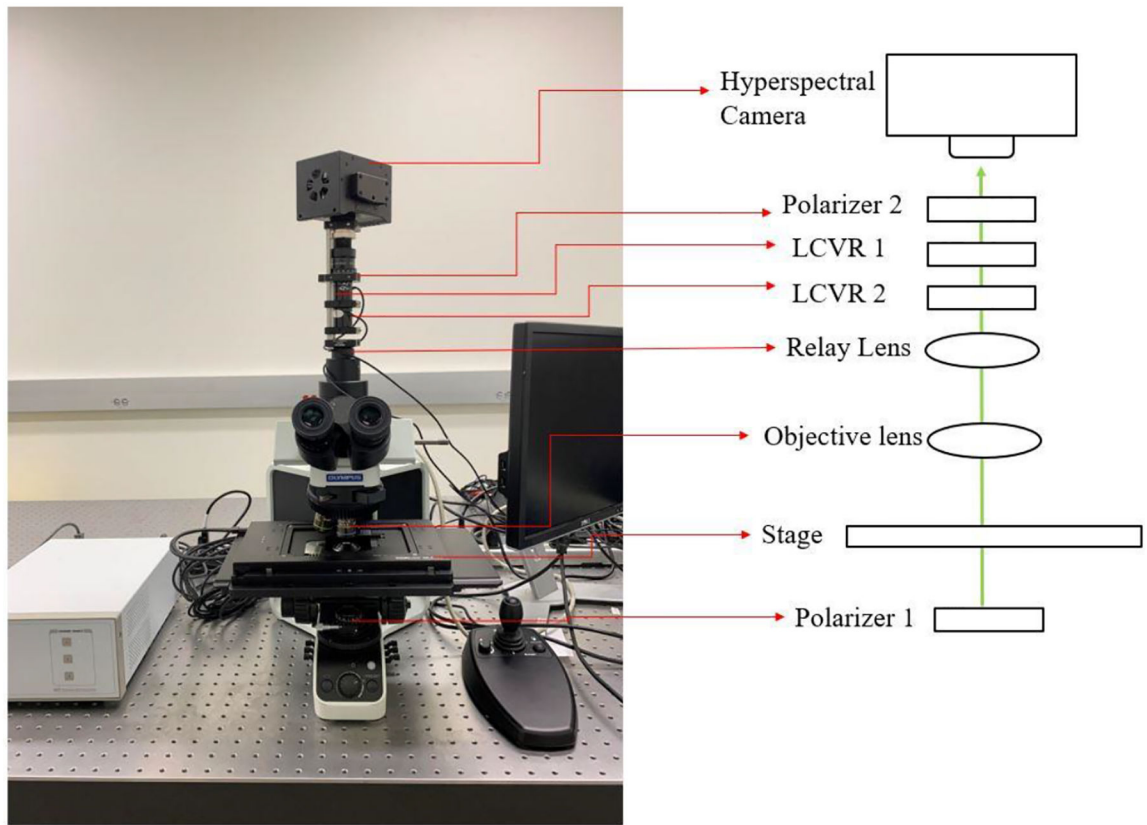 Hyperspectral
Camera
Polarizer 2
LCVR 1
LCVR 2
Relay Lens
Objective lens
Stage
Polarizer 1
OLYMPUS